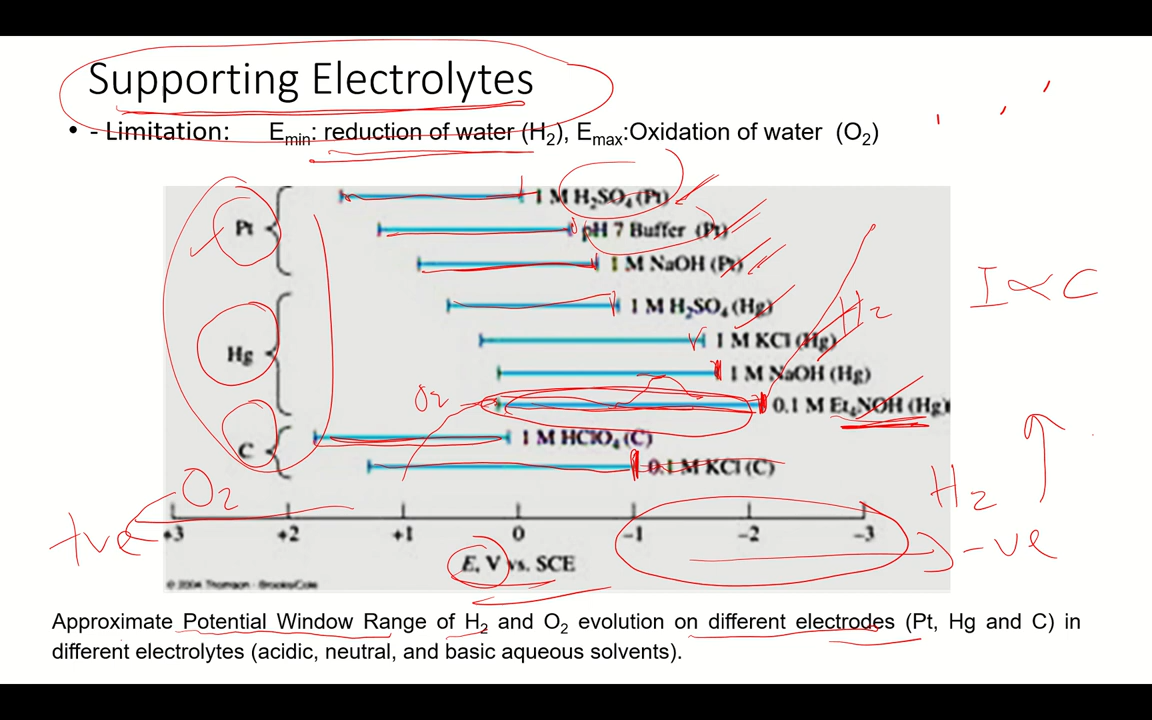 Supporting Electrolytes
• - Limitation: Emin: reduction of water (H2), Emax:Oxidation of water (O2)
1 M H2SO4 (Pt)
Pt
pH 7 Buffer (Pt)
1 M NaOH (Pt)
I ∝ C
1 M H2SO4 (Hg)
H2
1 M KCl (Hg)
Hg
1 M NaOH (Hg)
O2
0.1 M Et4NOH (Hg)
1 M HClO4 (C)
C
0.1 M KCl (C)
O2
H2
+ve
+3 +2 +1 0 -1 -2 -3
-ve
E, V vs. SCE
© 2004 Thomson - Brooks/Cole
Approximate Potential Window Range of H2 and O2 evolution on different electrodes (Pt, Hg and C) in
different electrolytes (acidic, neutral, and basic aqueous solvents).